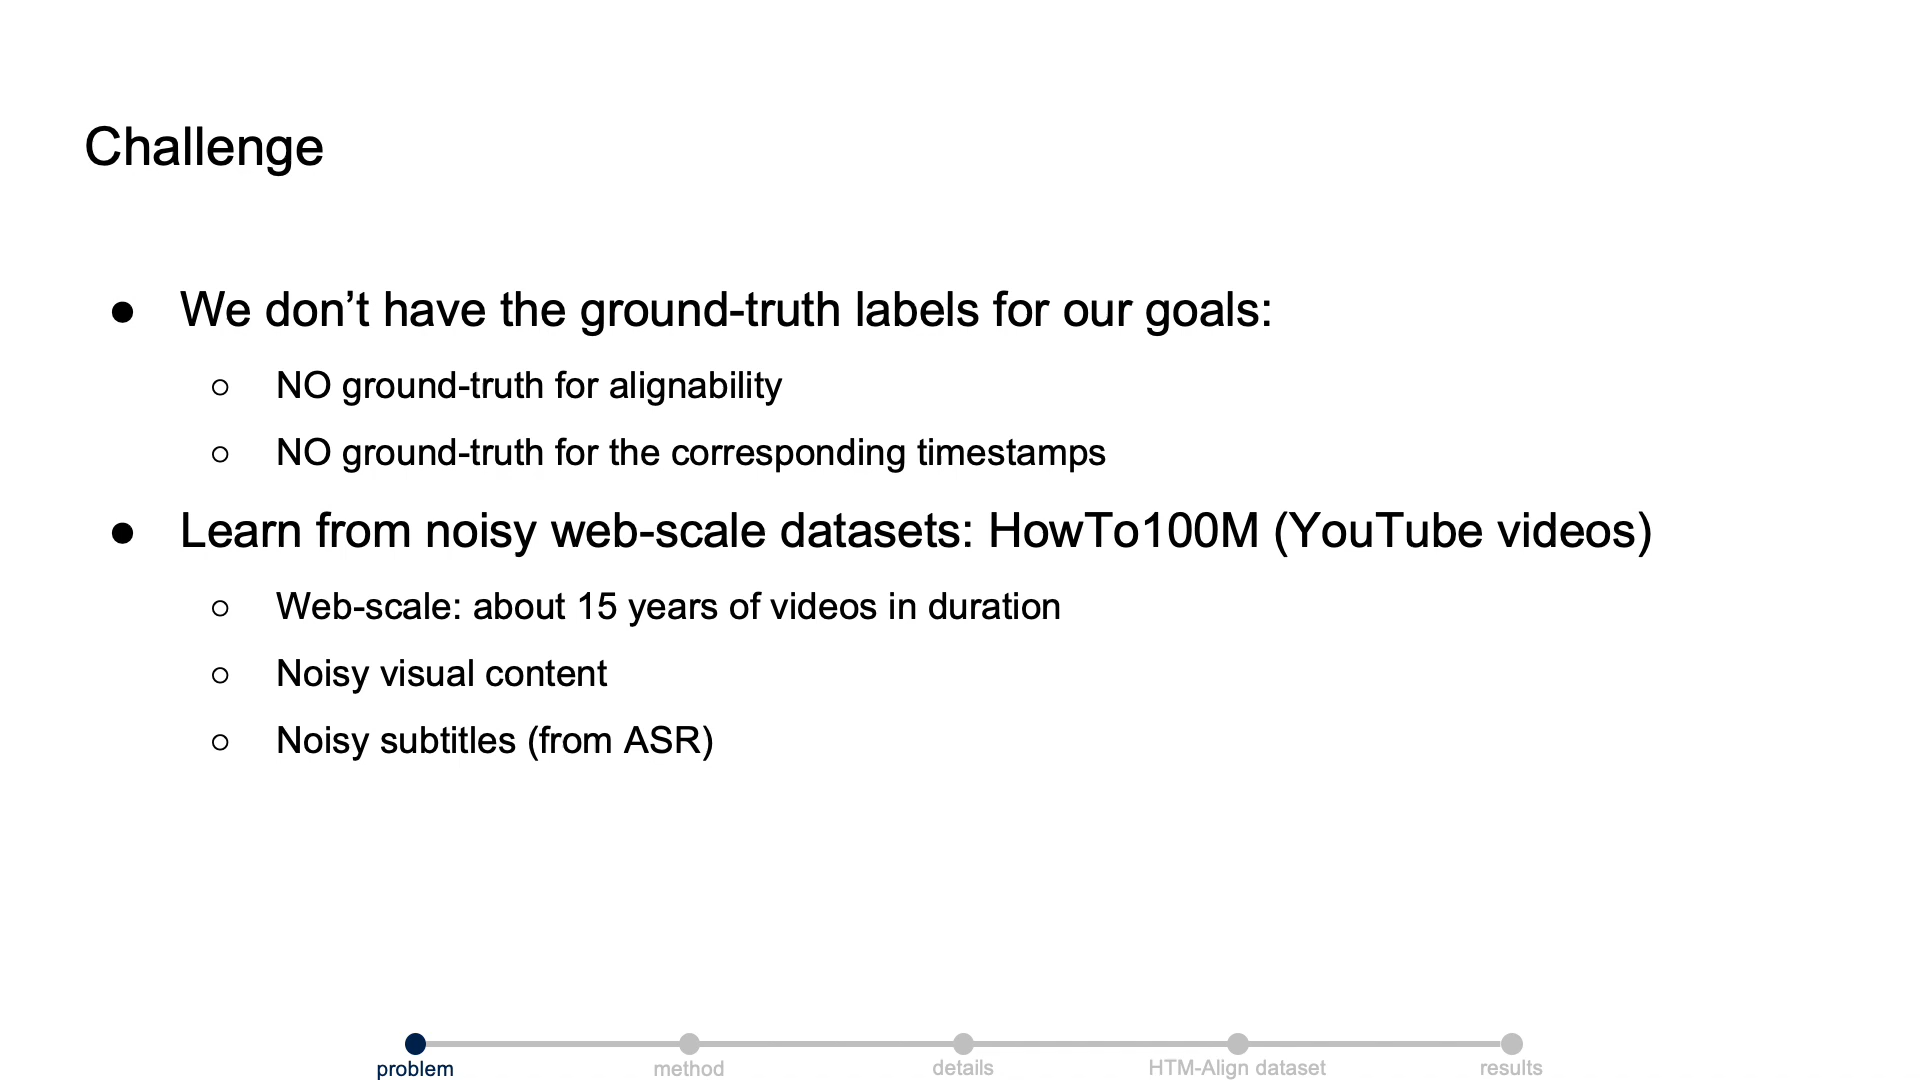 Challenge
● We don’t have the ground-truth labels for our goals:
○ NO ground-truth for alignability
○ NO ground-truth for the corresponding timestamps
● Learn from noisy web-scale datasets: HowTo100M (YouTube videos)
○ Web-scale: about 15 years of videos in duration
○ Noisy visual content
○ Noisy subtitles (from ASR)
problem method details HTM-Align dataset results